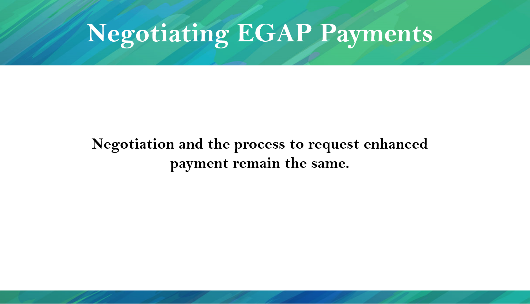 Negotiating EGAP Payments
Negotiation and the process to request enhanced
payment remain the same.